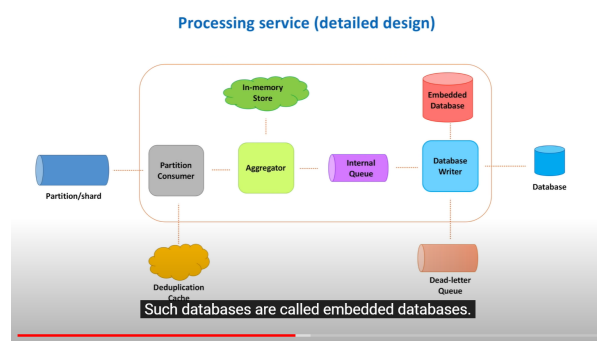 Processing service (detailed design)
In-memory
Store
Embedded
Database
Partition
Consumer
Aggregator
Internal
Queue
Database
Writer
Partition/shard
Database
Deduplication
Cache
Dead-letter
Queue
Such databases are called embedded databases.